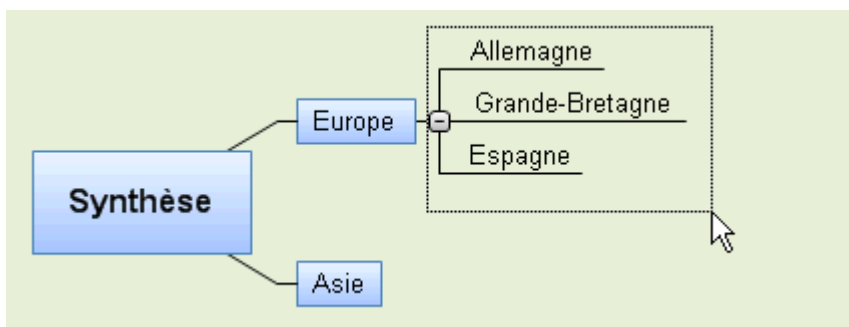 Synthèse
Europe
Allemagne
Grande-Bretagne
Espagne
Asie